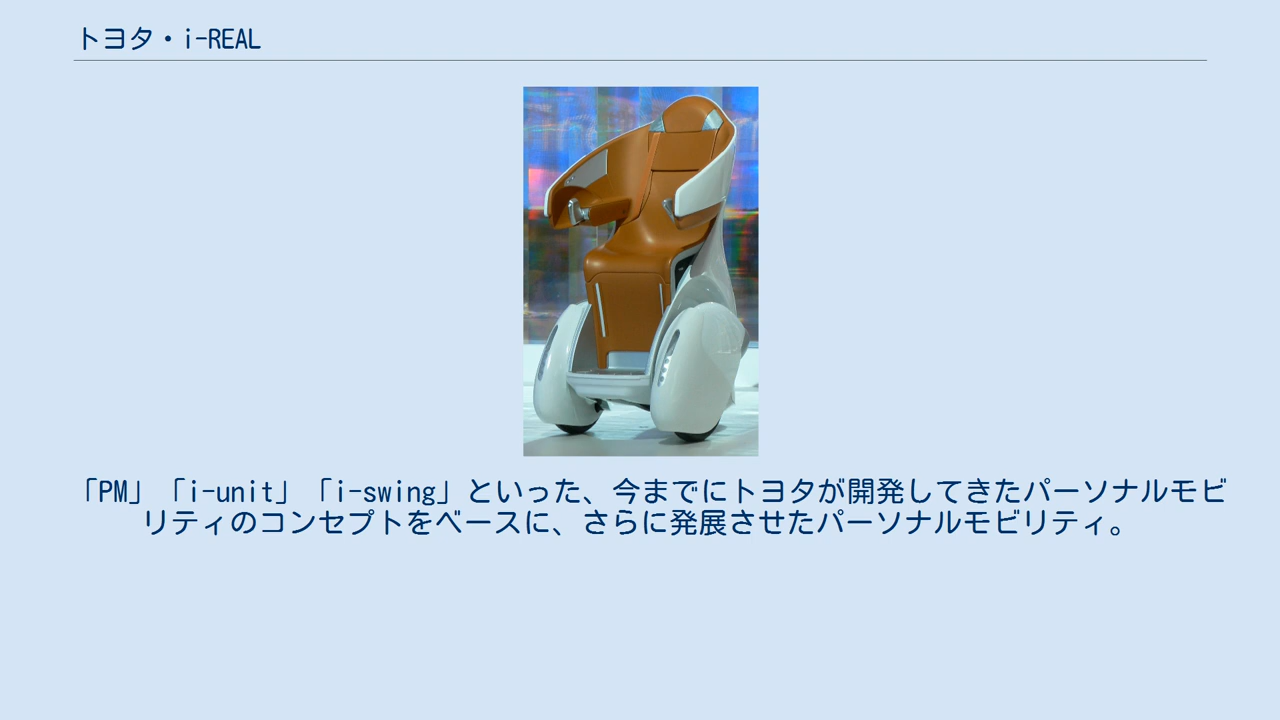 トヨタ・i-REAL
「PM」「i-unit」「i-swing」といった、今までにトヨタが開発してきたパーソナルモビ
リティのコンセプトをベースに、さらに発展させたパーソナルモビリティ。